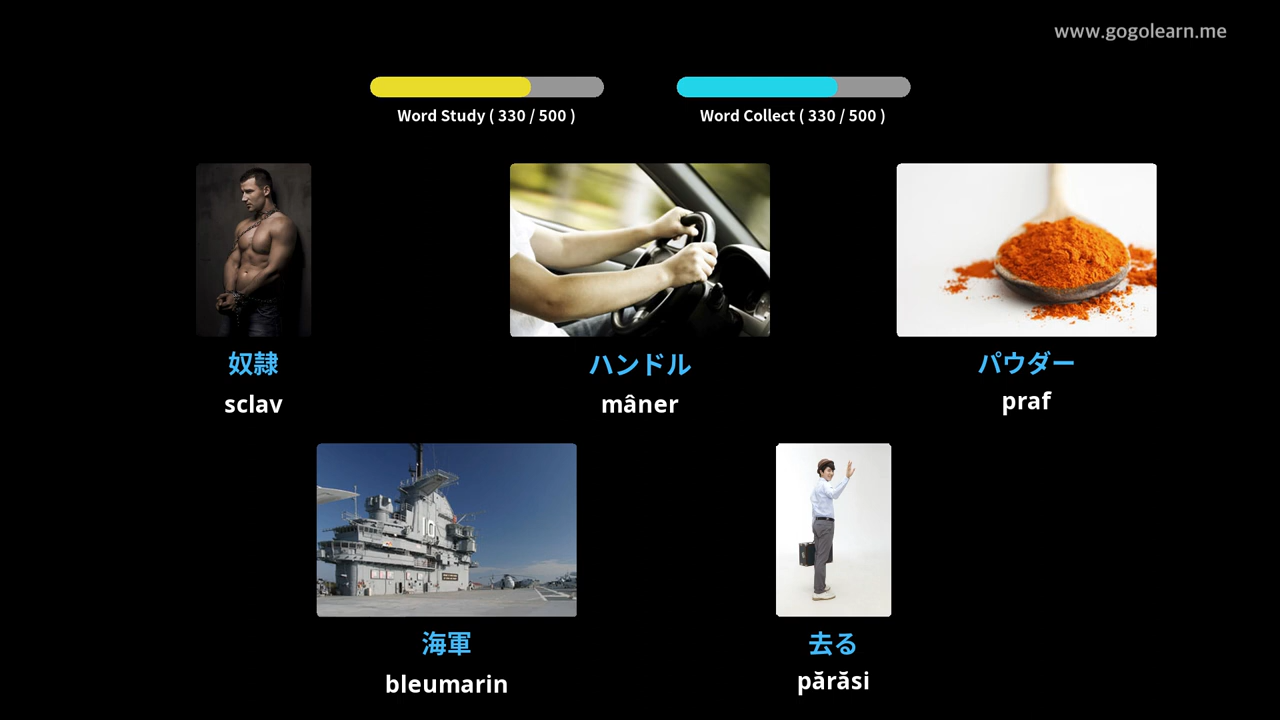 www.gogolearn.me
Word Study ( 330 / 500 )
Word Collect ( 330 / 500 )
奴隷
sclav
ハンドル
mâner
パウダー
praf
10
海軍
bleumarin
去る
părăsi